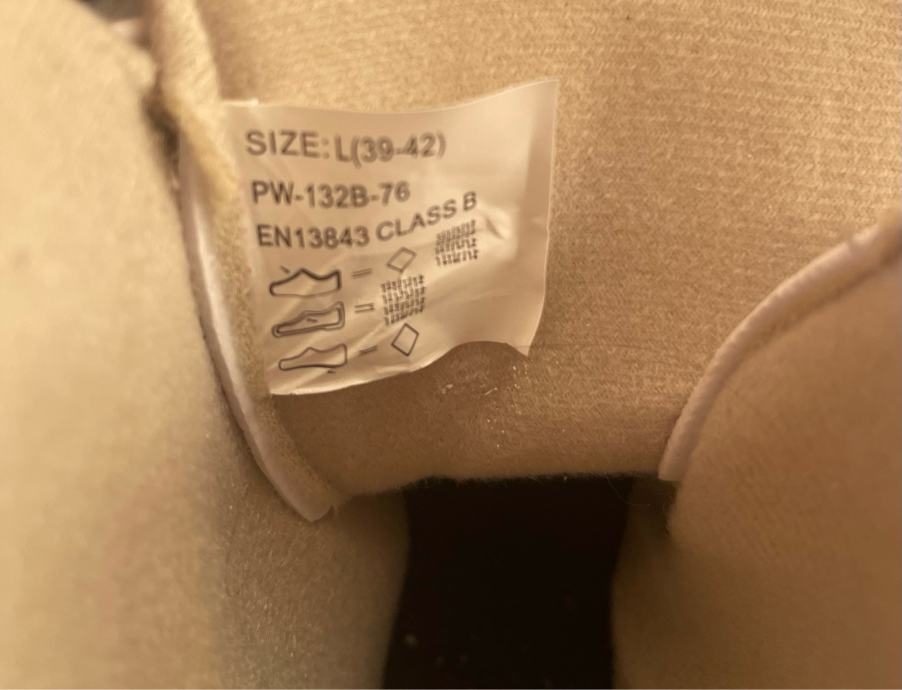 SIZE: L(39-42)
PW-132B-76
EN13843 CLASS B